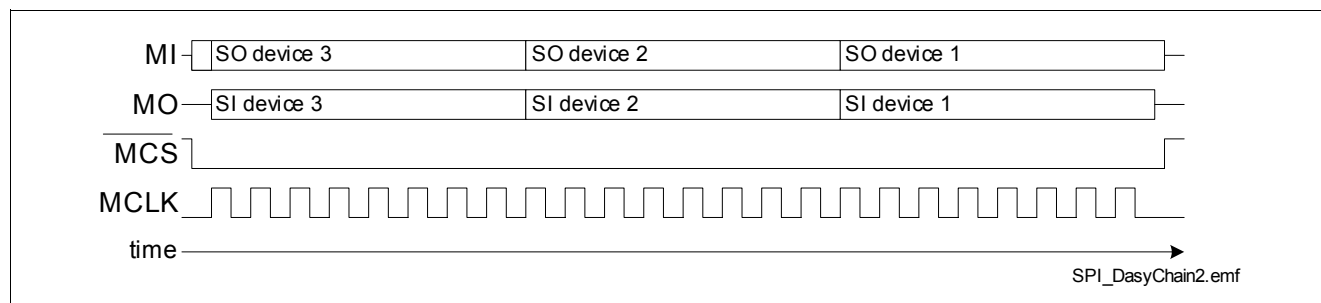 MI SO device 3 SO device 2 SO device 1
MO SI device 3 SI device 2 SI device 1
MCS
MCLK
time
SPI_DasyChain2.emf